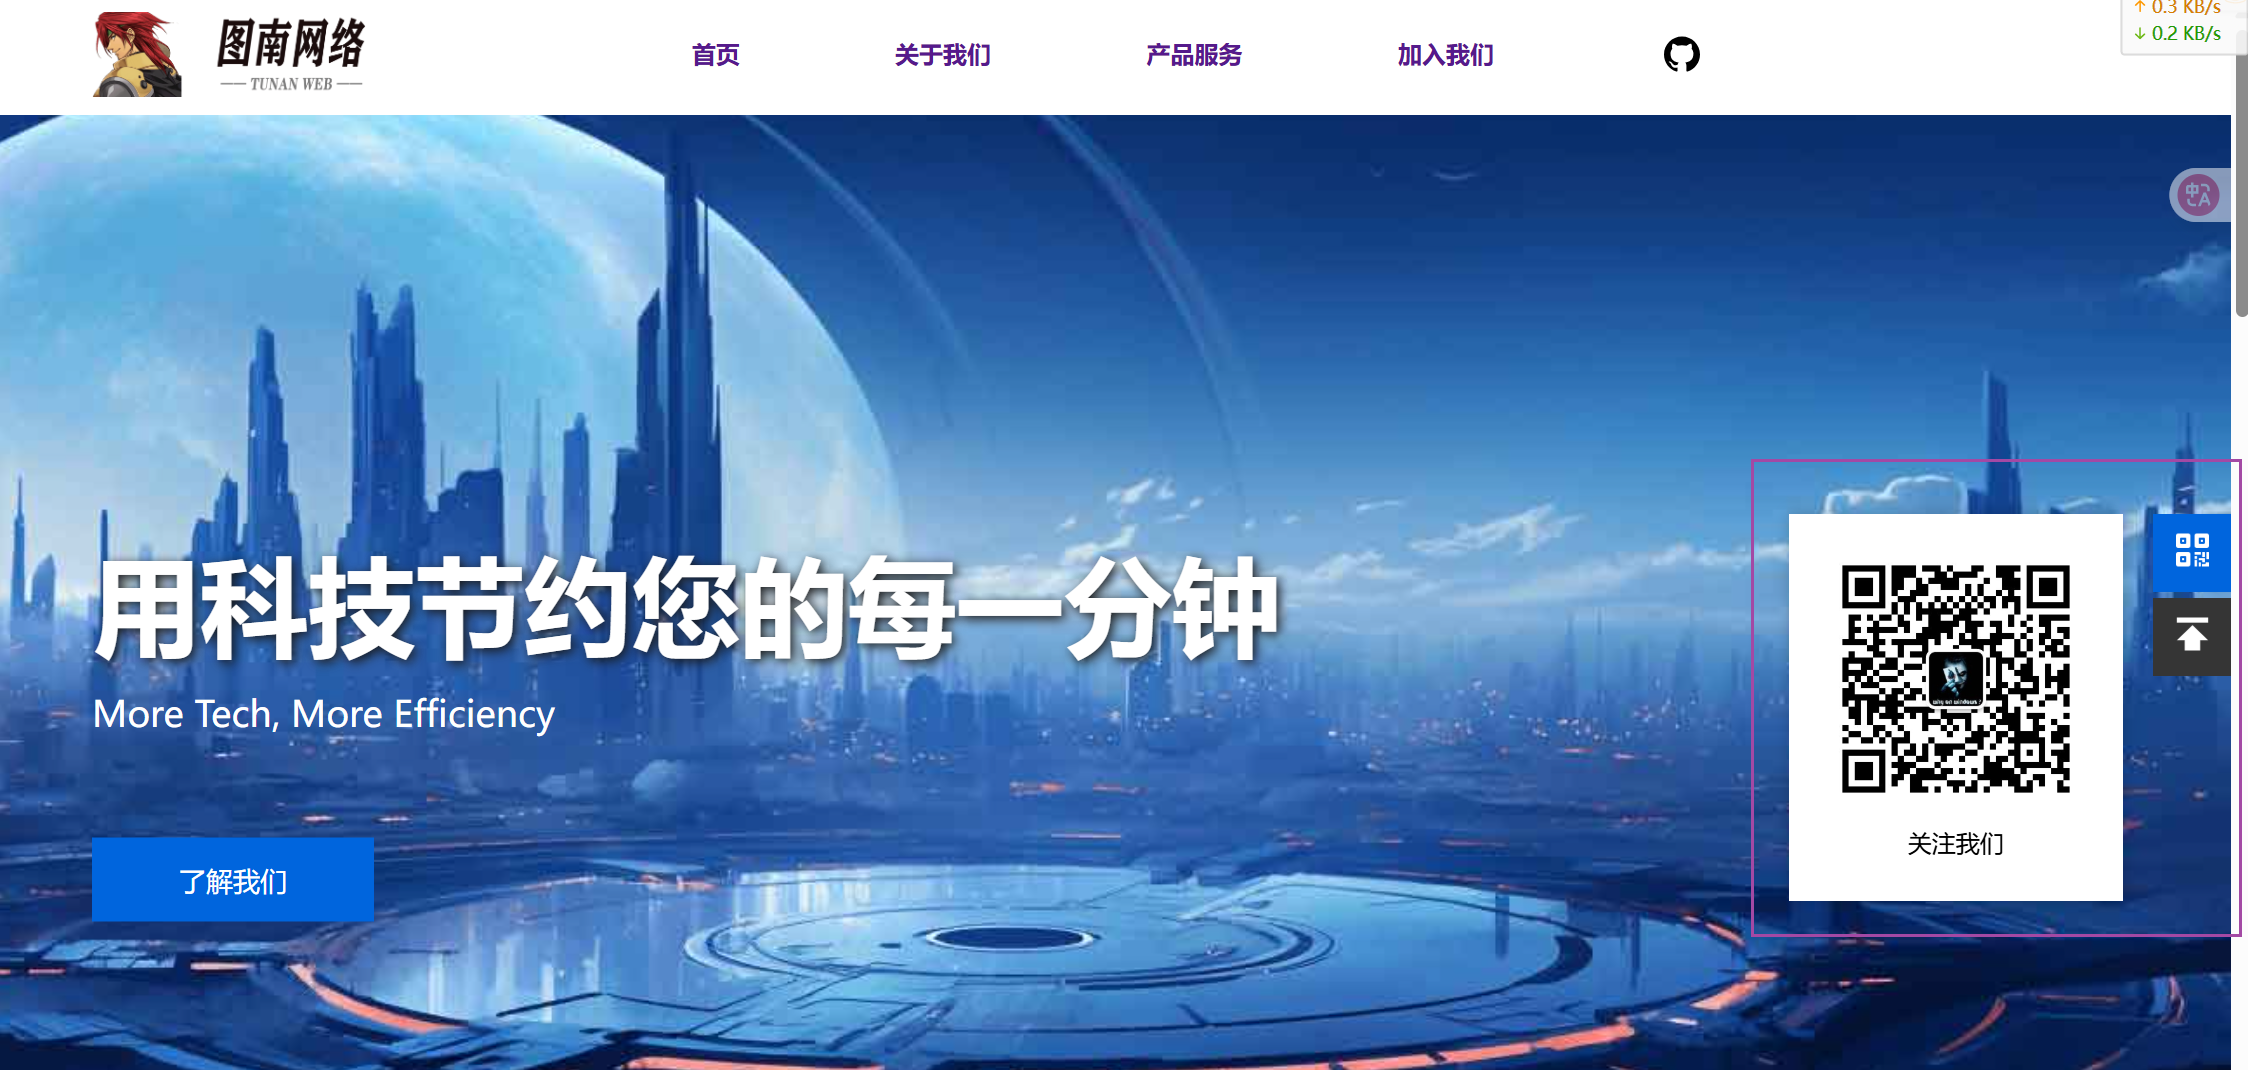 图南网络
TUNAN WEB
首页
关于我们
产品服务
加入我们
↑ 0.3 KB/s
↓ 0.2 KB/s
中
A
用科技节约您的每一分钟
More Tech, More Efficiency
了解我们
关注我们